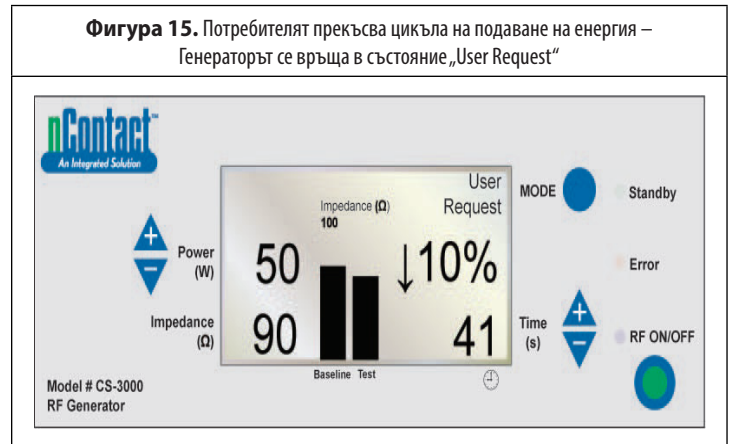 Фигура 15. Потребителят прекъсва цикъла на подаване на енергия –
Генераторът се връща в състояние „User Request“
nContact™
An Integrated Solution
User
Request
Impedance (Ω)
100
MODE
Standby
Power
(W)
50
↓10%
Error
Impedance
(Ω)
90
41
Time
(s)
RF ON/OFF
Baseline Test
Model # CS-3000
RF Generator